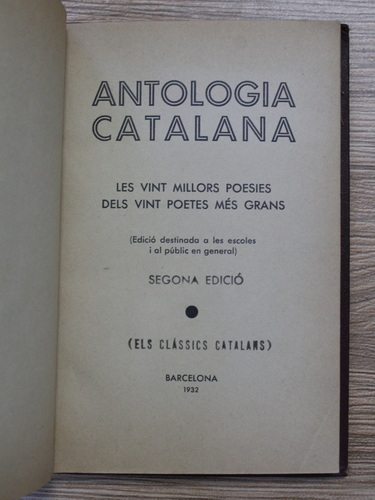 ANTOLOGIA
CATALANA
LES VINT MILLORS POESIES
DELS VINT POETES MÉS GRANS
(Edició destinada a les escoles
i al públic en general)
SEGONA EDICIÓ
(ELS CLÁSSICS CATALANS)
BARCELONA
1932